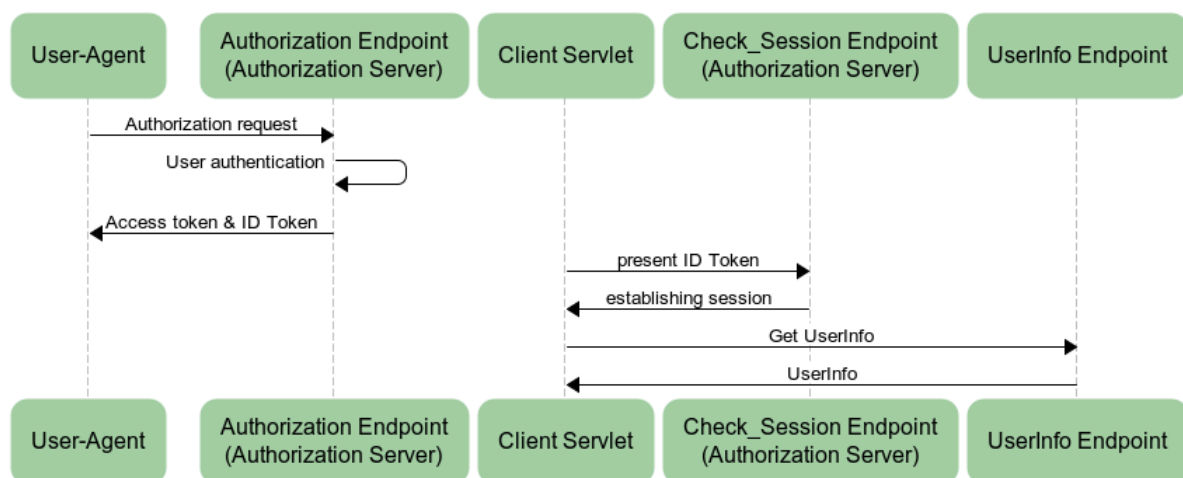 User-Agent
Authorization Endpoint
(Authorization Server)
Client Servlet
Check_Session Endpoint
(Authorization Server)
UserInfo Endpoint
Authorization request
User authentication
Access token & ID Token
present ID Token
establishing session
Get UserInfo
UserInfo
User-Agent
Authorization Endpoint
(Authorization Server)
Client Servlet
Check_Session Endpoint
(Authorization Server)
UserInfo Endpoint